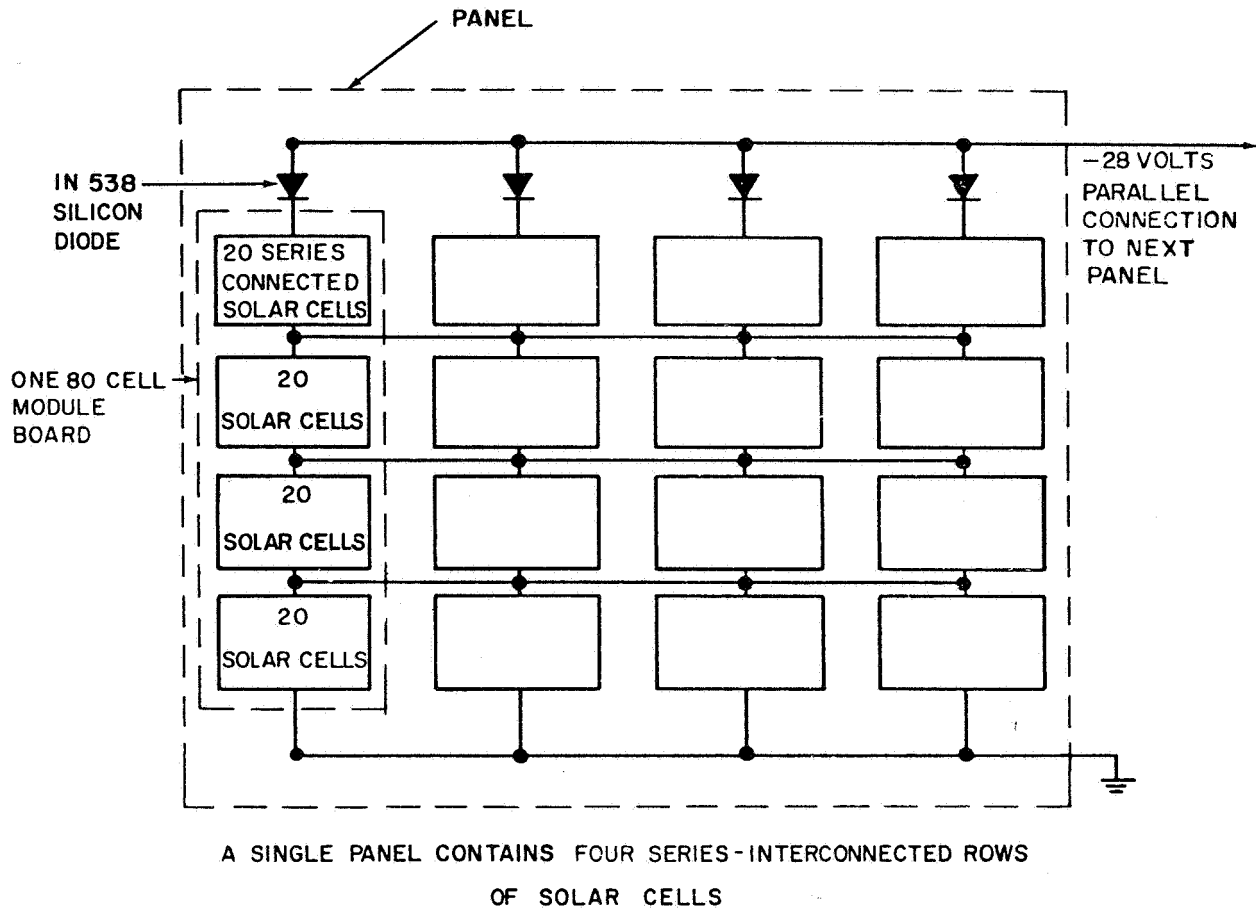 PANEL
IN 538
SILICON
DIODE
-28 VOLTS
PARALLEL
CONNECTION
TO NEXT
PANEL
20 SERIES
CONNECTED
SOLAR CELLS
ONE 80 CELL
MODULE
BOARD
20
SOLAR CELLS
20
SOLAR CELLS
20
SOLAR CELLS
A SINGLE PANEL CONTAINS FOUR SERIES-INTERCONNECTED ROWS
OF SOLAR CELLS